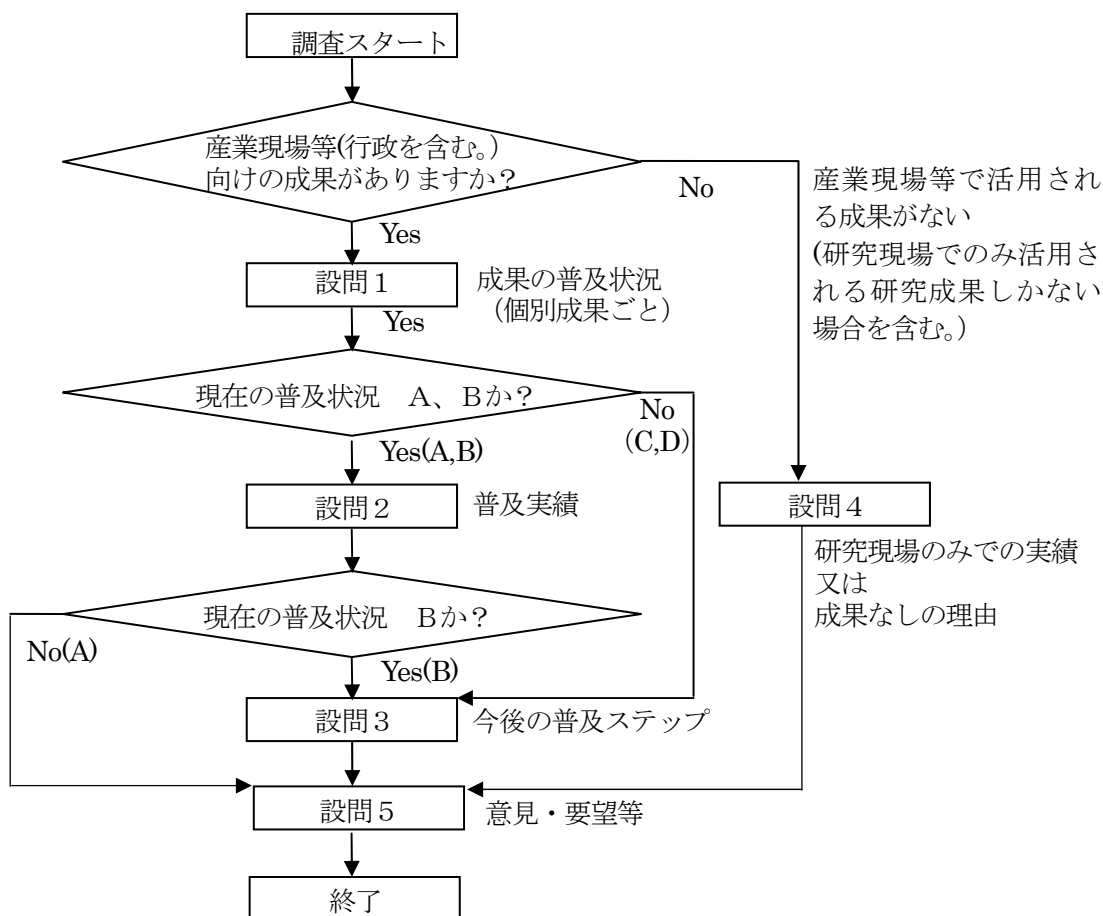 調査スタート
産業現場等(行政を含む。)
向けの成果がありますか?
No
産業現場等で活用され
る成果がない
(研究現場でのみ活用さ
れる研究成果しかない
場合を含む。)
Yes
設問1
成果の普及状況
(個別成果ごと)
Yes
現在の普及状況 A、Bか?
No
(C,D)
Yes(A,B)
設問2
普及実績
設問4
研究現場のみでの実績
又は
成果なしの理由
現在の普及状況 Bか?
No(A)
Yes(B)
設問3
今後の普及ステップ
設問5
意見・要望等
終了